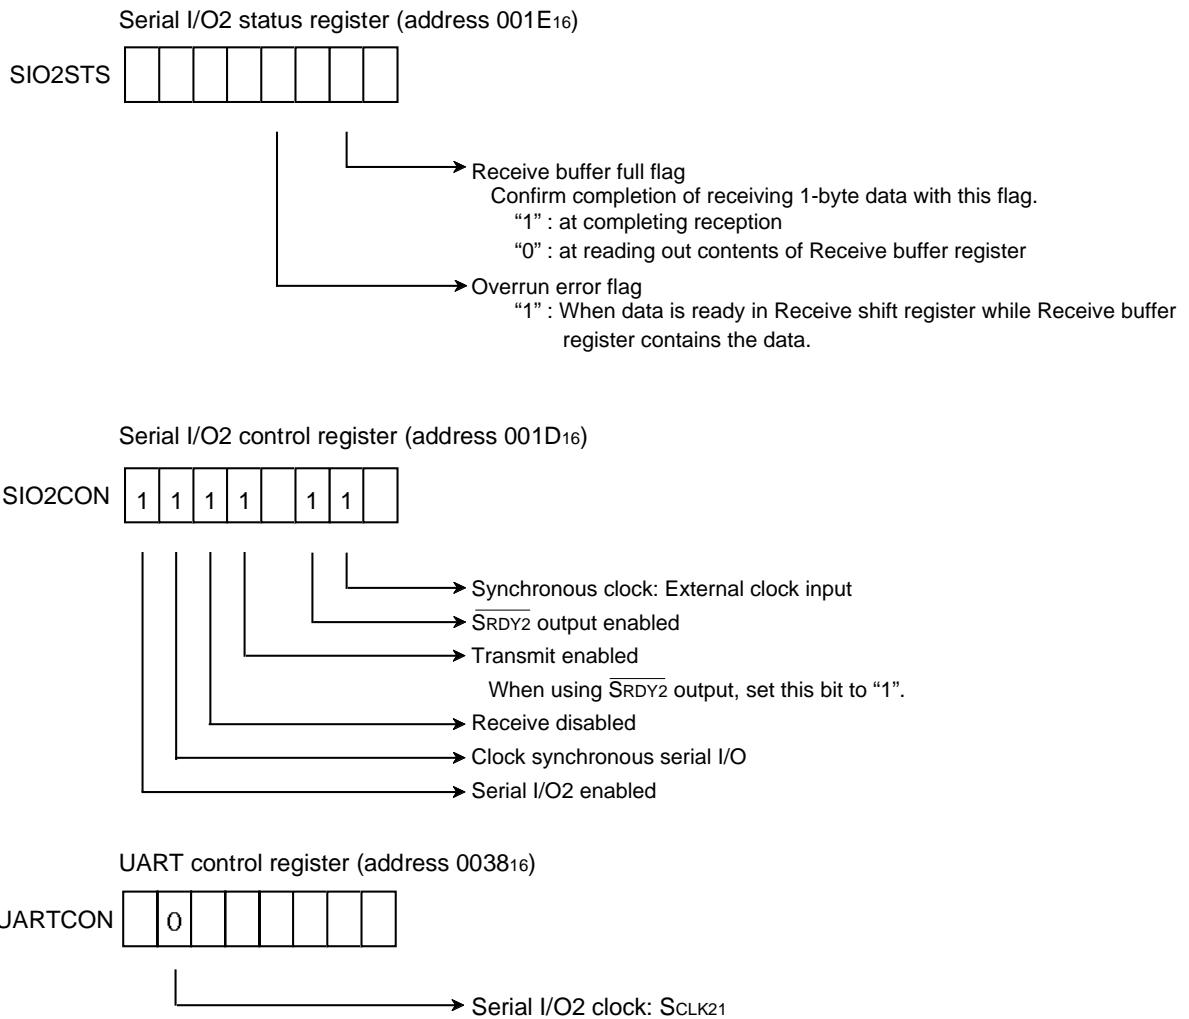 Serial I/O2 status register (address 001E16)
SIO2STS
Receive buffer full flag
Confirm completion of receiving 1-byte data with this flag.
“1” : at completing reception
“0” : at reading out contents of Receive buffer register
Overrun error flag
“1” : When data is ready in Receive shift register while Receive buffer
register contains the data.
Serial I/O2 control register (address 001D16)
SIO2CON 1 1 1 1 1 1
Synchronous clock: External clock input
SRDY2 output enabled
Transmit enabled
When using SRDY2 output, set this bit to “1”.
Receive disabled
Clock synchronous serial I/O
Serial I/O2 enabled
UART control register (address 003816)
UARTCON 0
Serial I/O2 clock: SCLK21